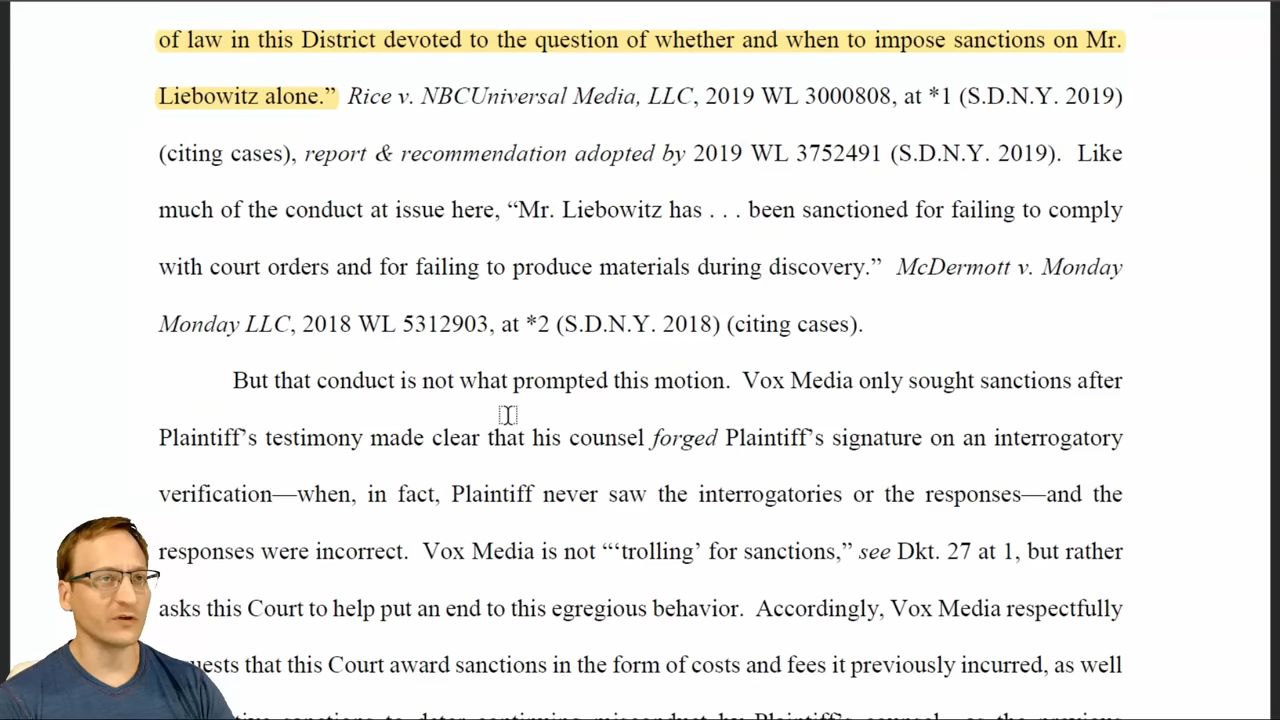 of law in this District devoted to the question of whether and when to impose sanctions on Mr.
Liebowitz alone.” Rice v. NBCUniversal Media, LLC, 2019 WL 3000808, at *1 (S.D.N.Y. 2019)
(citing cases), report & recommendation adopted by 2019 WL 3752491 (S.D.N.Y. 2019). Like
much of the conduct at issue here, “Mr. Liebowitz has . . . been sanctioned for failing to comply
with court orders and for failing to produce materials during discovery.” McDermott v. Monday
Monday LLC, 2018 WL 5312903, at *2 (S.D.N.Y. 2018) (citing cases).
But that conduct is not what prompted this motion. Vox Media only sought sanctions after
Plaintiff’s testimony made clear that his counsel forged Plaintiff’s signature on an interrogatory
verification—when, in fact, Plaintiff never saw the interrogatories or the responses—and the
responses were incorrect. Vox Media is not “‘trolling’ for sanctions,” see Dkt. 27 at 1, but rather
asks this Court to help put an end to this egregious behavior. Accordingly, Vox Media respectfully
uests that this Court award sanctions in the form of costs and fees it previously incurred, as well